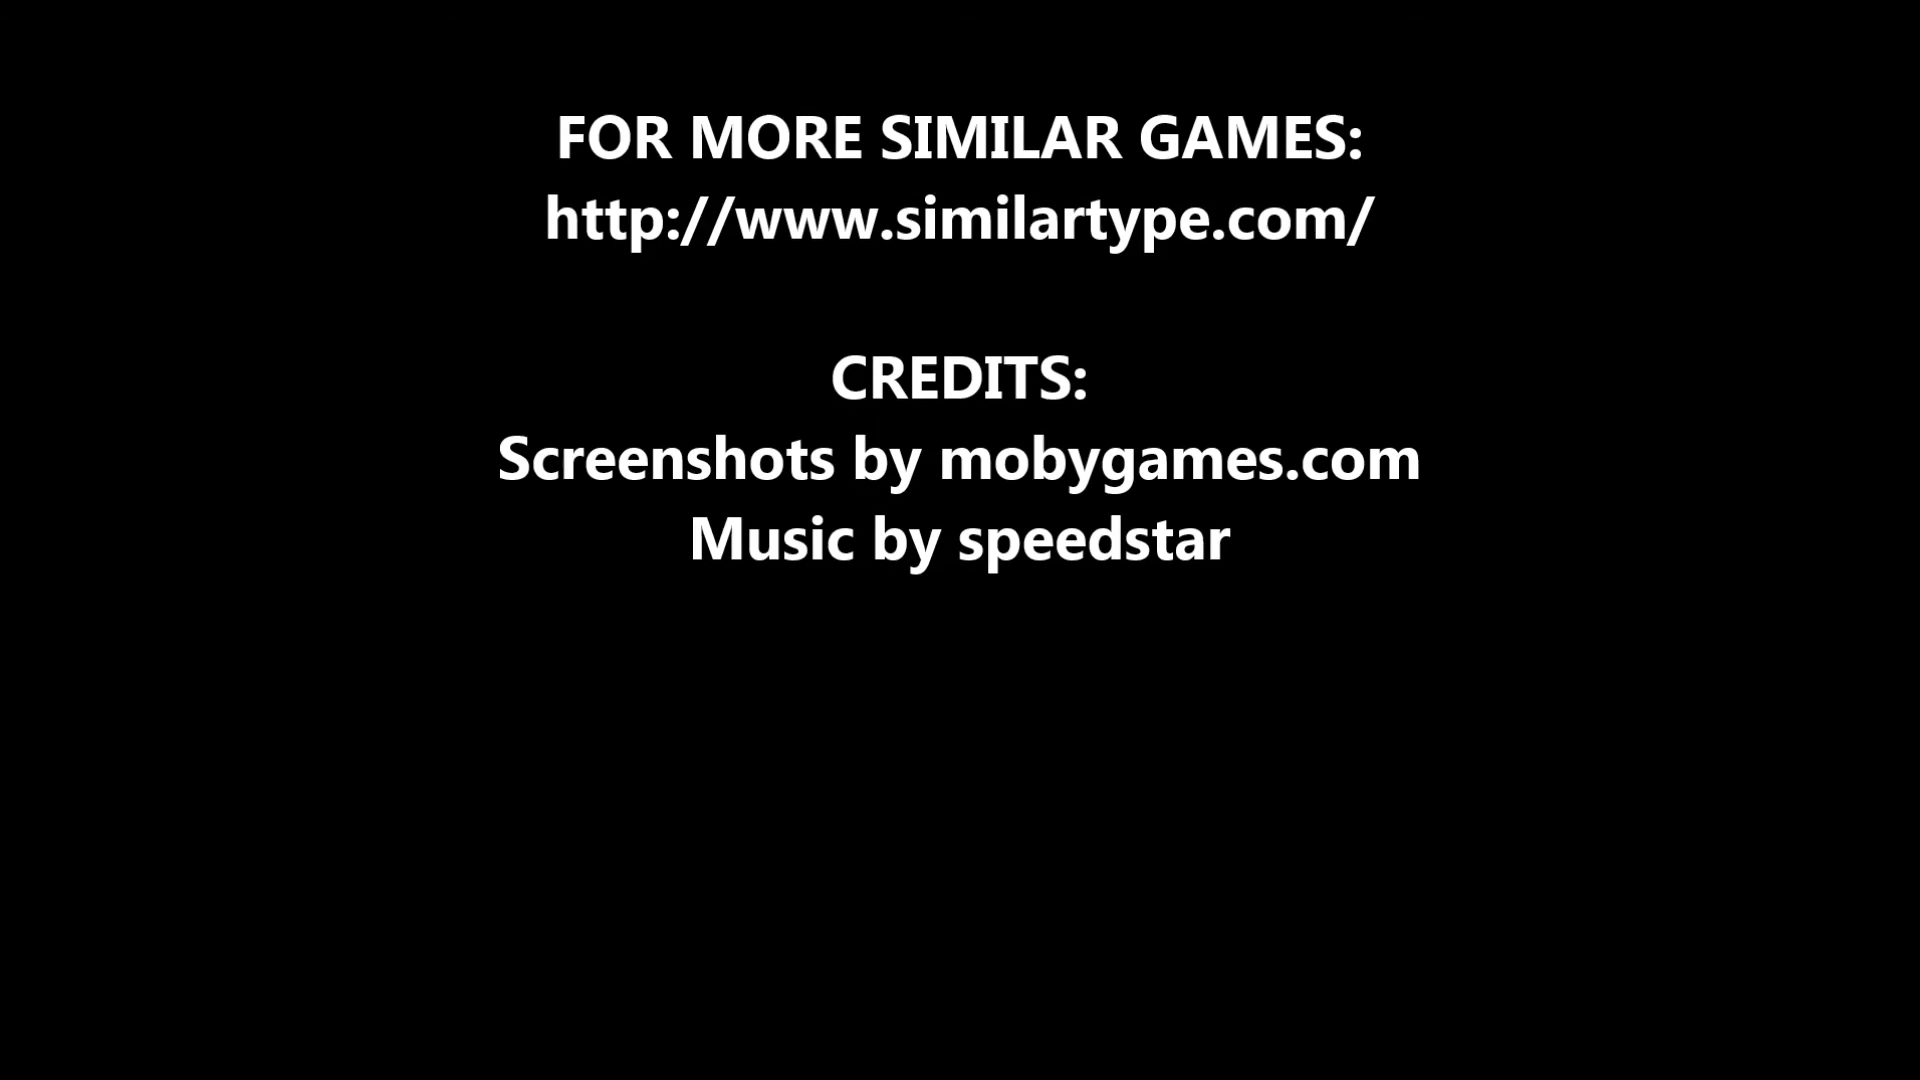 FOR MORE SIMILAR GAMES:
http://www.similartype.com/
CREDITS:
Screenshots by mobygames.com
Music by speedstar